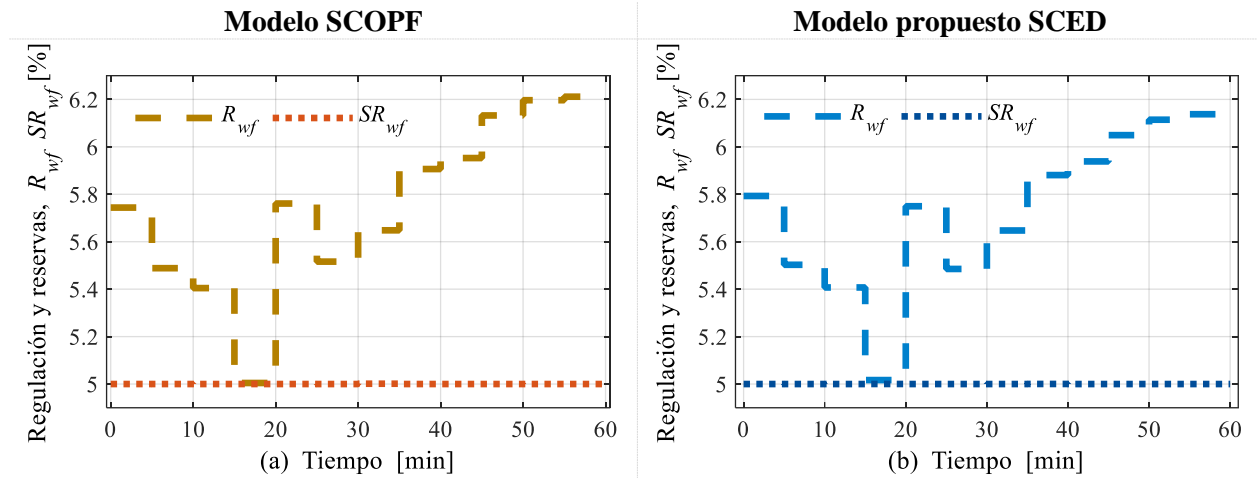 Modelo SCOPF
Modelo propuesto SCED
Regulación y reservas, R_wf SR_wf [%]
6.2
6
5.8
5.6
5.4
5.2
5
R_wf SR_wf
0 10 20 30 40 50 60
(a) Tiempo [min]
Regulación y reservas, R_wf SR_wf [%]
6.2
6
5.8
5.6
5.4
5.2
5
R_wf SR_wf
0 10 20 30 40 50 60
(b) Tiempo [min]